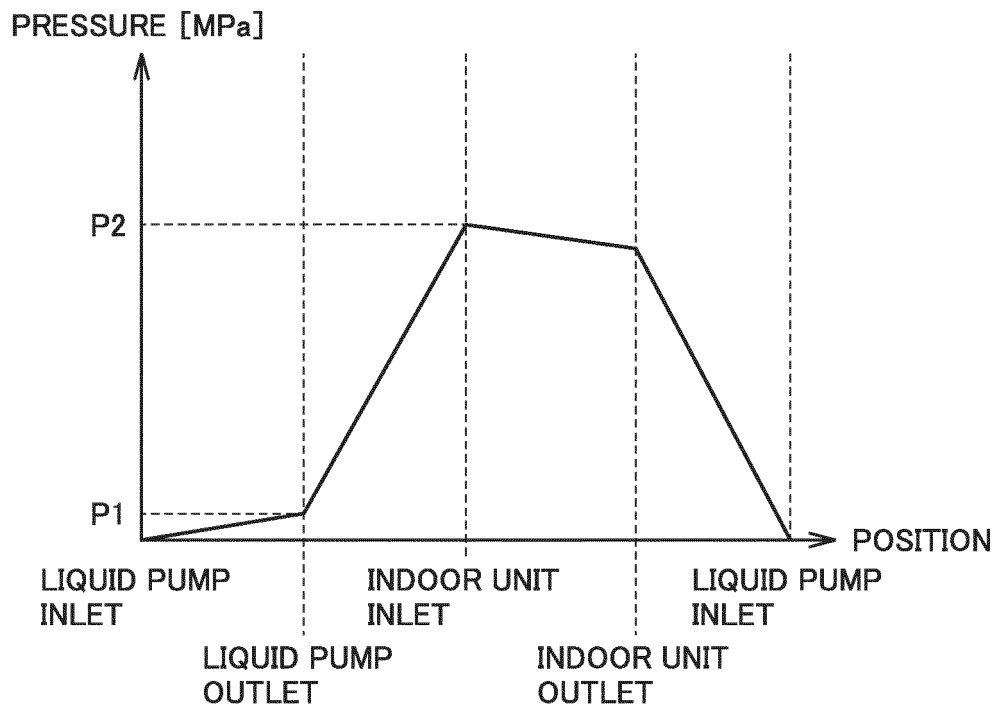 PRESSURE [MPa]
P2
P1
POSITION
LIQUID PUMP
INLET
INDOOR UNIT
INLET
LIQUID PUMP
INLET
LIQUID PUMP
OUTLET
INDOOR UNIT
OUTLET